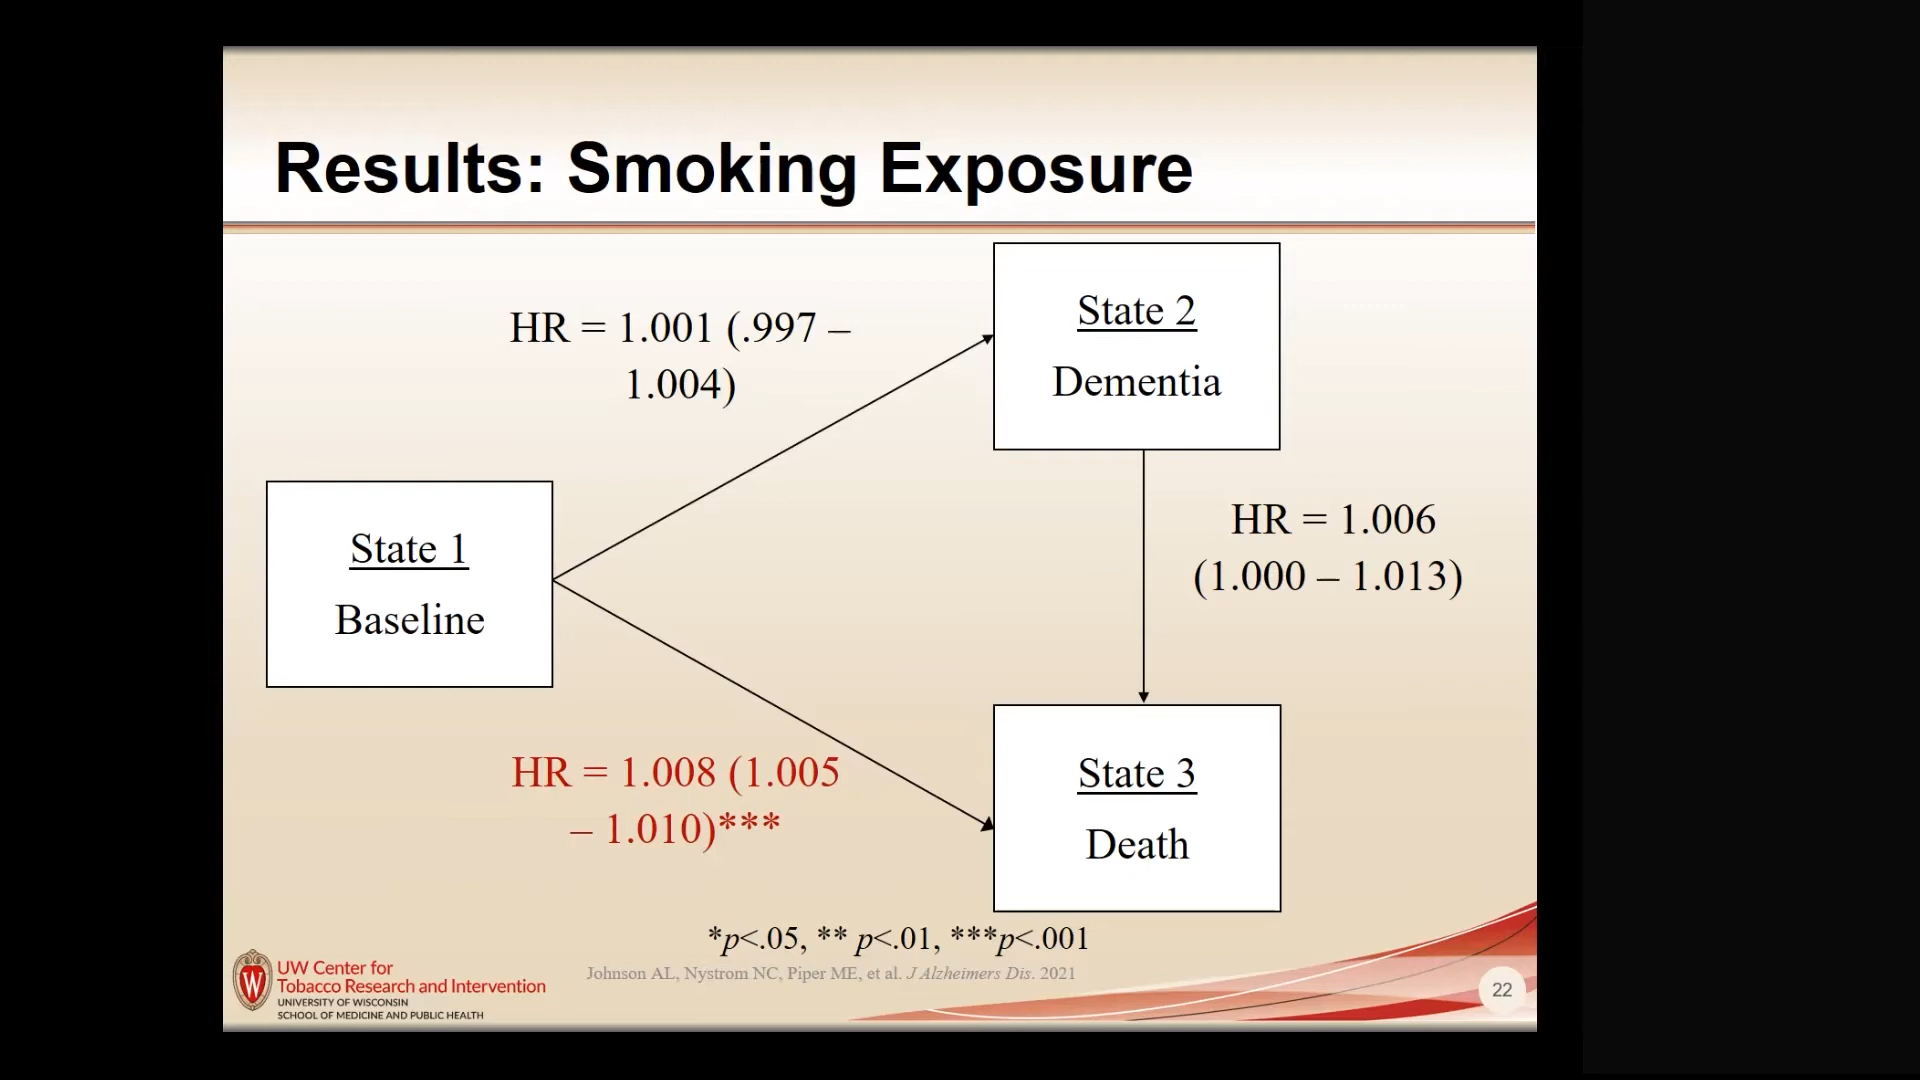 Results: Smoking Exposure
HR = 1.001 (.997 –
1.004)
State 2
Dementia
State 1
Baseline
HR = 1.006
(1.000 – 1.013)
HR = 1.008 (1.005
– 1.010)***
State 3
Death
*p<.05, ** p<.01, ***p<.001
Johnson AL, Nystrom NC, Piper ME, et al. J Alzheimers Dis. 2021
W
UW Center for
Tobacco Research and Intervention
UNIVERSITY OF WISCONSIN
SCHOOL OF MEDICINE AND PUBLIC HEALTH
22